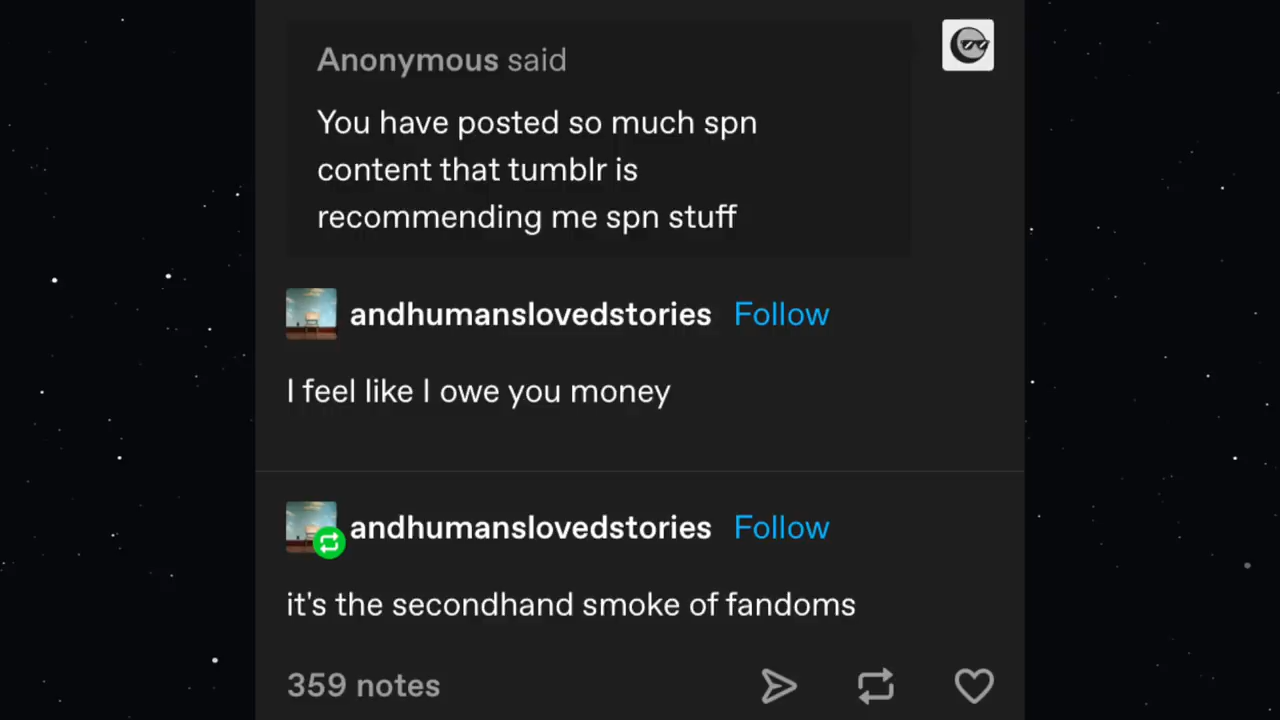 Anonymous said
You have posted so much spn
content that tumblr is
recommending me spn stuff
andhumanslovedstories Follow
I feel like I owe you money
andhumanslovedstories Follow
it's the secondhand smoke of fandoms
359 notes